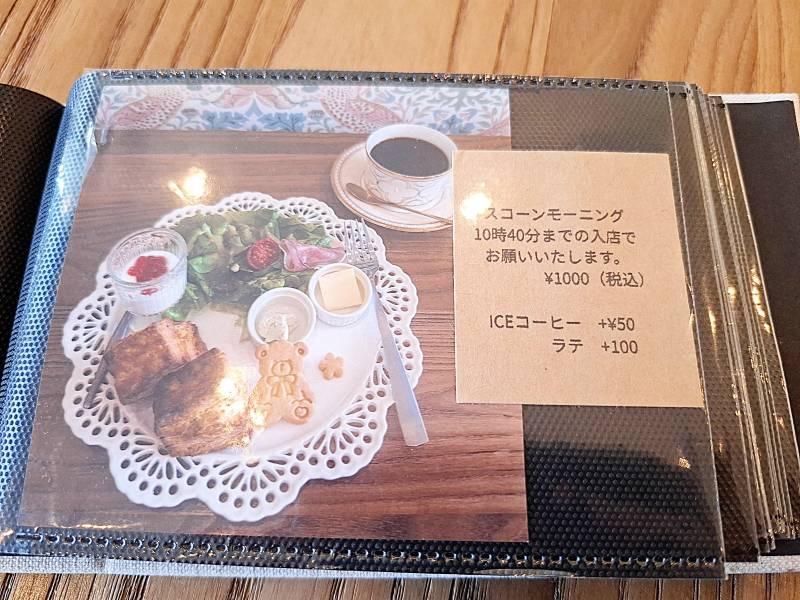 スコーンモーニング
10時40分までの入店で
お願いいたします。
¥1000（税込）
ICEコーヒー　+¥50
ラテ　+100